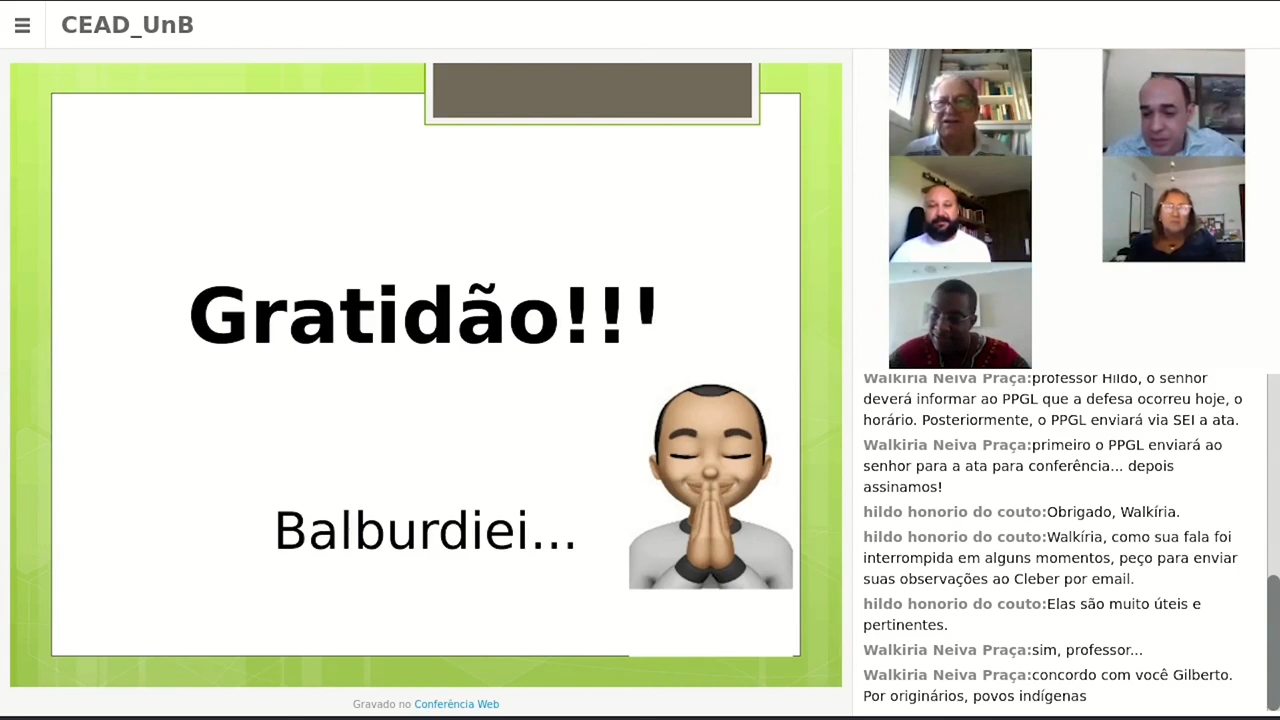 CEAD_UnB
Gratidão!!!
Balburdiei...
Gravado no Conferência Web
Walkiria Neiva Praça:professor Hildo, o senhor
deverá informar ao PPGL que a defesa ocorreu hoje, o
horário. Posteriormente, o PPGL enviará via SEI a ata.
Walkiria Neiva Praça:primeiro o PPGL enviará ao
senhor para a ata para conferência... depois
assinamos!
hildo honorio do couto:Obrigado, Walkíria.
hildo honorio do couto:Walkíria, como sua fala foi
interrompida em alguns momentos, peço para enviar
suas observações ao Cleber por email.
hildo honorio do couto:Elas são muito úteis e
pertinentes.
Walkiria Neiva Praça:sim, professor...
Walkiria Neiva Praça:concordo com você Gilberto.
Por originários, povos indígenas